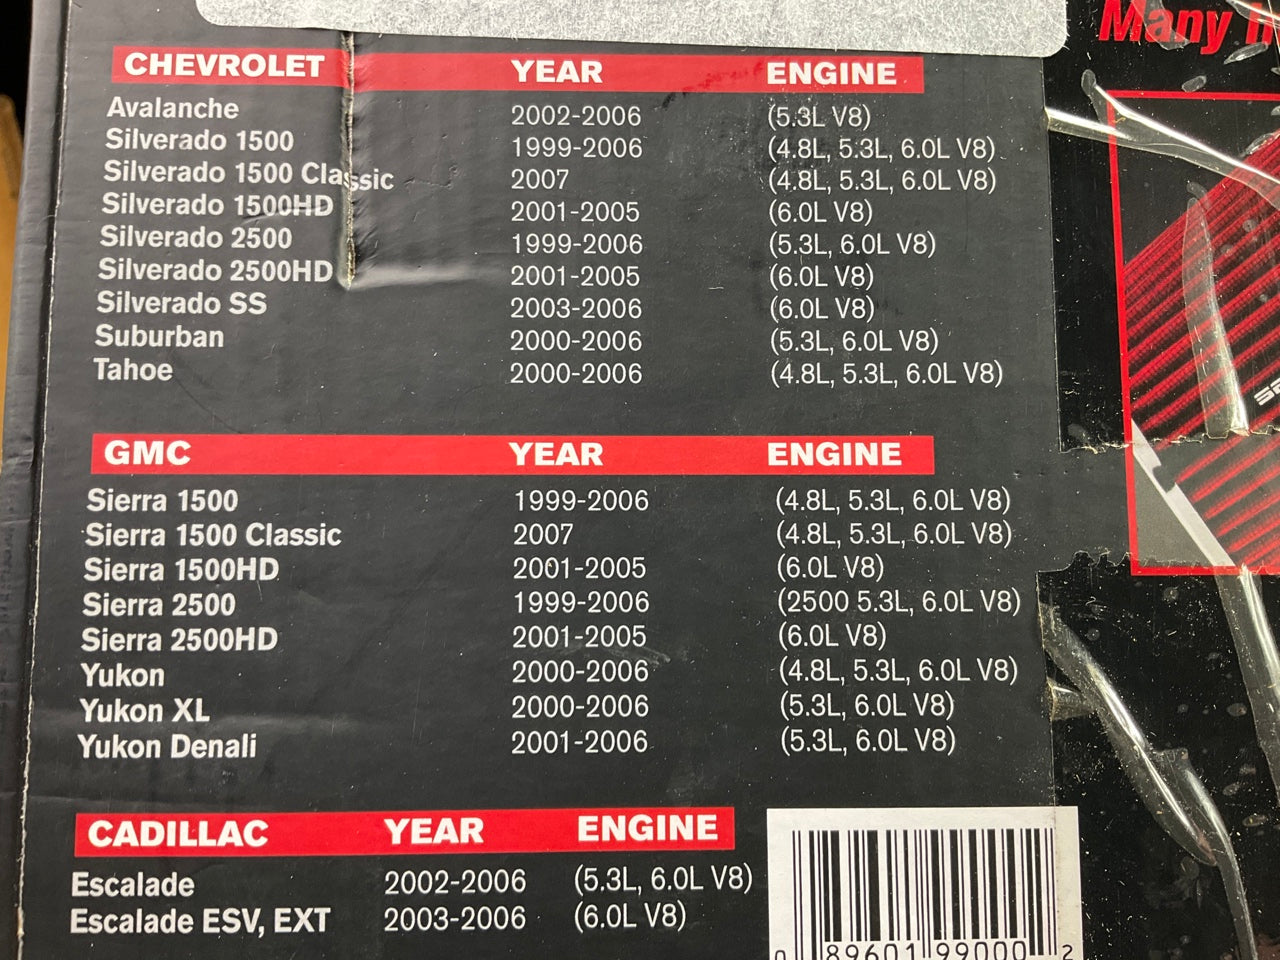 Many
CHEVROLET YEAR ENGINE
Avalanche 2002-2006 (5.3L V8)
Silverado 1500 1999-2006 (4.8L, 5.3L, 6.0L V8)
Silverado 1500 Classic 2007 (4.8L, 5.3L, 6.0L V8)
Silverado 1500HD 2001-2005 (6.0L V8)
Silverado 2500 1999-2006 (5.3L, 6.0L V8)
Silverado 2500HD 2001-2005 (6.0L V8)
Silverado SS 2003-2006 (6.0L V8)
Suburban 2000-2006 (5.3L, 6.0L V8)
Tahoe 2000-2006 (4.8L, 5.3L, 6.0L V8)
GMC YEAR ENGINE
Sierra 1500 1999-2006 (4.8L, 5.3L, 6.0L V8)
Sierra 1500 Classic 2007 (4.8L, 5.3L, 6.0L V8)
Sierra 1500HD 2001-2005 (6.0L V8)
Sierra 2500 1999-2006 (2500 5.3L, 6.0L V8)
Sierra 2500HD 2001-2005 (6.0L V8)
Yukon 2000-2006 (4.8L, 5.3L, 6.0L V8)
Yukon XL 2000-2006 (5.3L, 6.0L V8)
Yukon Denali 2001-2006 (5.3L, 6.0L V8)
CADILLAC YEAR ENGINE
Escalade 2002-2006 (5.3L, 6.0L V8)
Escalade ESV, EXT 2003-2006 (6.0L V8)
0 89601 99000 2